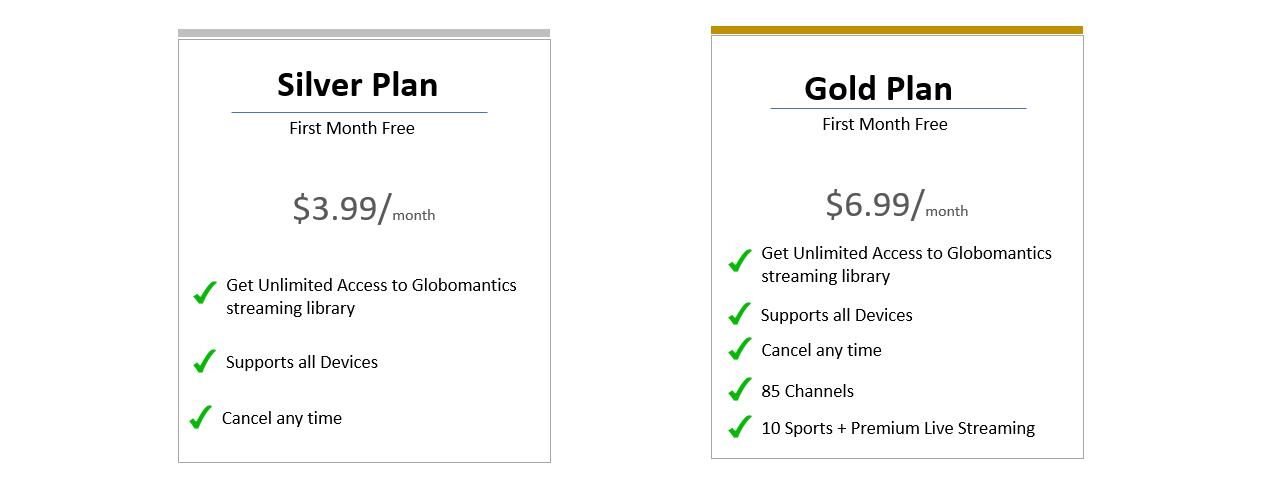 Silver Plan
First Month Free
$3.99/month
Get Unlimited Access to Globomantics
streaming library
Supports all Devices
Cancel any time
Gold Plan
First Month Free
$6.99/month
Get Unlimited Access to Globomantics
streaming library
Supports all Devices
Cancel any time
85 Channels
10 Sports + Premium Live Streaming